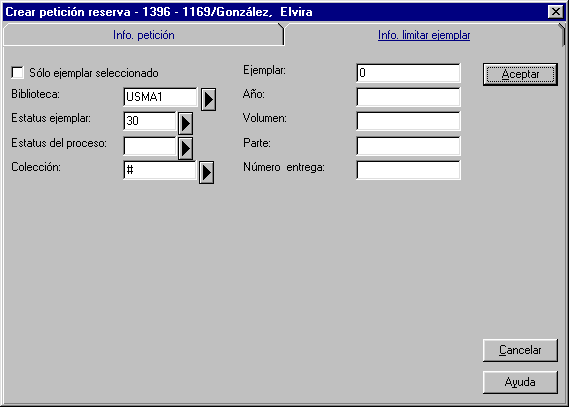 Crear petición reserva - 1396 - 1169/González, Elvira
Info. petición
Info. limitar ejemplar
Sólo ejemplar seleccionado
Biblioteca: USMA1
Estatus ejemplar: 30
Estatus del proceso:
Colección: #
Ejemplar: 0
Año:
Volumen:
Parte:
Número entrega:
Aceptar
Cancelar
Ayuda